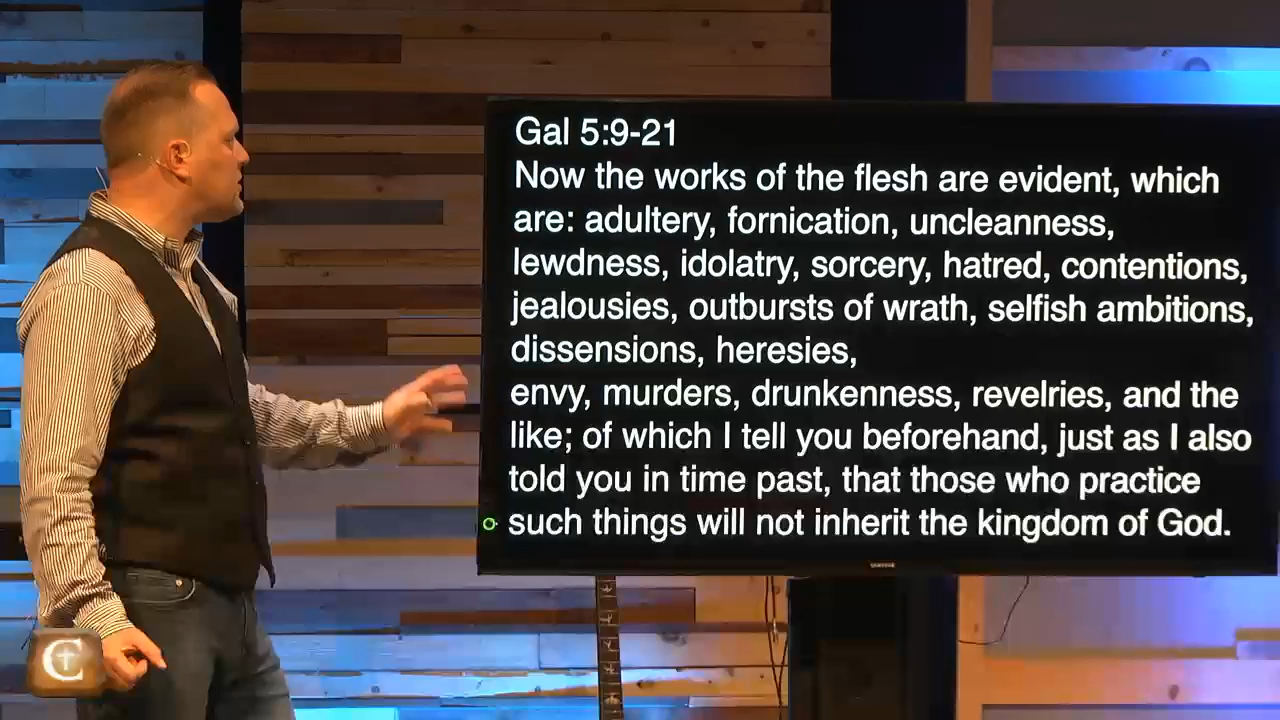 Gal 5:9-21
Now the works of the flesh are evident, which
are: adultery, fornication, uncleanness,
lewdness, idolatry, sorcery, hatred, contentions,
jealousies, outbursts of wrath, selfish ambitions,
dissensions, heresies,
envy, murders, drunkenness, revelries, and the
like; of which I tell you beforehand, just as I also
told you in time past, that those who practice
such things will not inherit the kingdom of God.
SAMSUNG
C